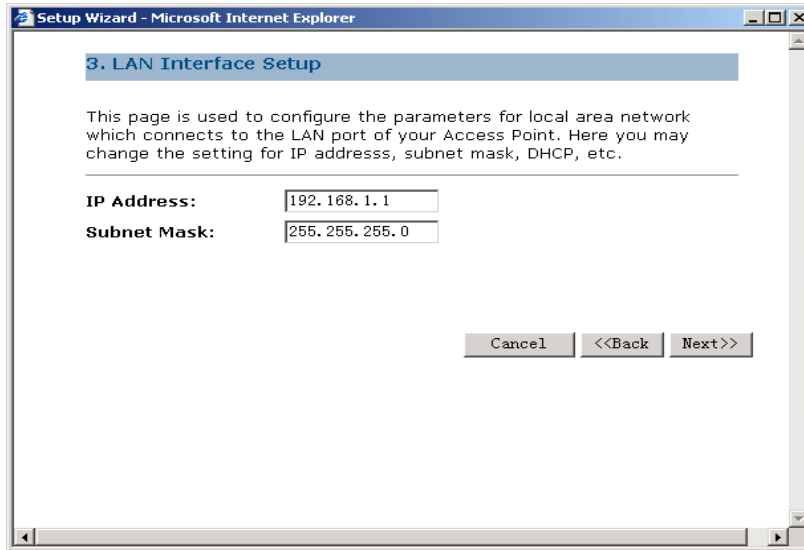 Setup Wizard - Microsoft Internet Explorer
3. LAN Interface Setup
This page is used to configure the parameters for local area network
which connects to the LAN port of your Access Point. Here you may
change the setting for IP addresss, subnet mask, DHCP, etc.
IP Address: 192.168.1.1
Subnet Mask: 255.255.255.0
Cancel <<Back Next>>